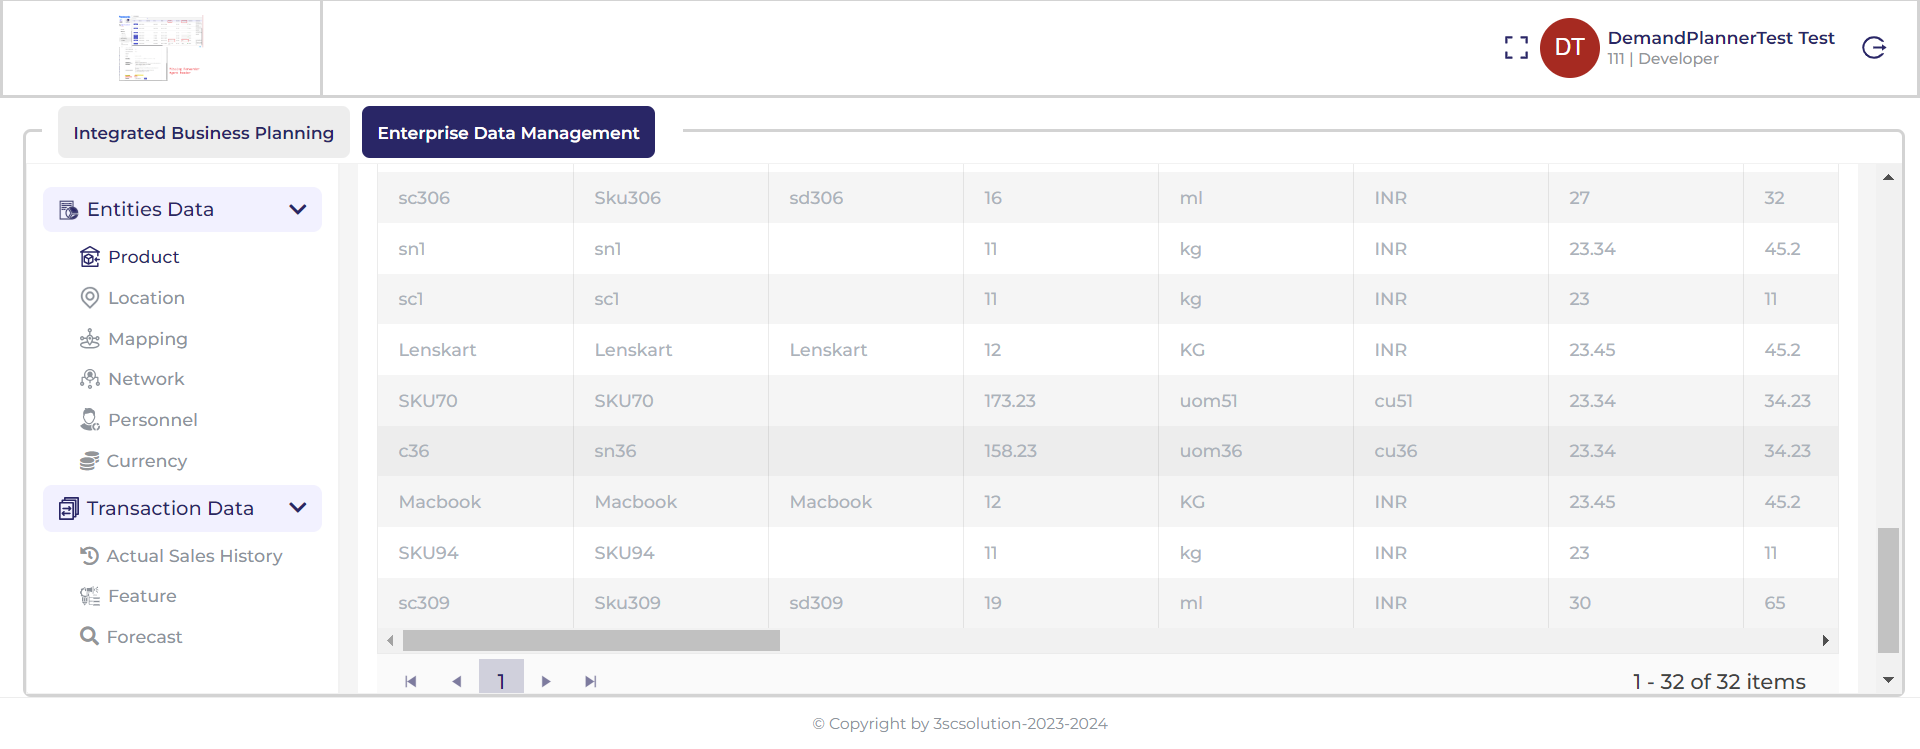 DT
DemandPlannerTest Test
111 | Developer
Integrated Business Planning
Enterprise Data Management
Entities Data
Product
Location
Mapping
Network
Personnel
Currency
Transaction Data
Actual Sales History
Feature
Forecast
sc306 Sku306 sd306 16 ml INR 27 32
sn1 sn1 11 kg INR 23.34 45.2
sc1 sc1 11 kg INR 23 11
Lenskart Lenskart Lenskart 12 KG INR 23.45 45.2
SKU70 SKU70 173.23 uom51 cu51 23.34 34.23
c36 sn36 158.23 uom36 cu36 23.34 34.23
Macbook Macbook Macbook 12 KG INR 23.45 45.2
SKU94 SKU94 11 kg INR 23 11
sc309 Sku309 sd309 19 ml INR 30 65
1
1 - 32 of 32 items
© Copyright by 3scsolution-2023-2024